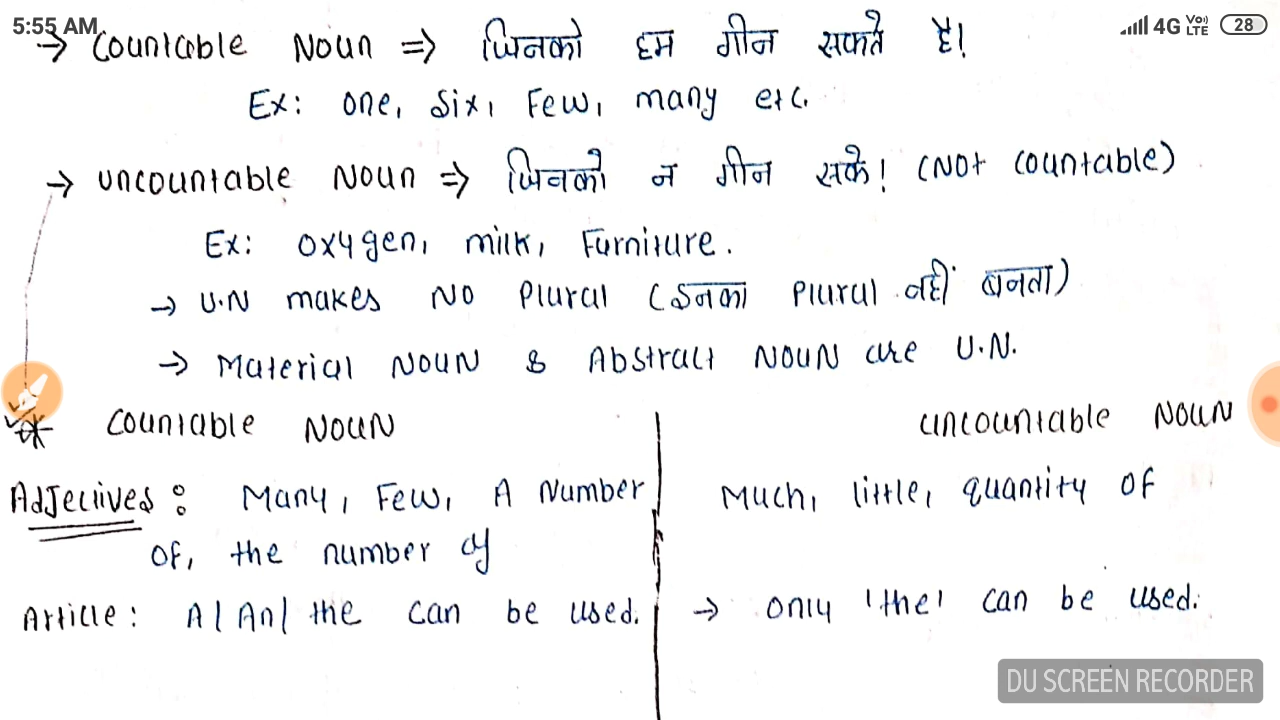 5:55 AM 4G VoLTE 28
→ Countable Noun ⇒ जिनको हम गीन सकते है!
Ex: one, six, Few, many etc.
→ uncountable Noun ⇒ जिनको न गीन सके! (Not countable)
Ex: oxygen, milk, Furniture.
→ U.N makes No Plural (इनका Plural नहीं बनता)
→ Material Noun & Abstract Noun are U.N.
Countable Noun
uncountable Noun
Adjectives: Many, Few, A Number
Much, little, quantity of
of, the number of
Article: A/An/the can be used.
→ only 'the' can be used.
DU SCREEN RECORDER